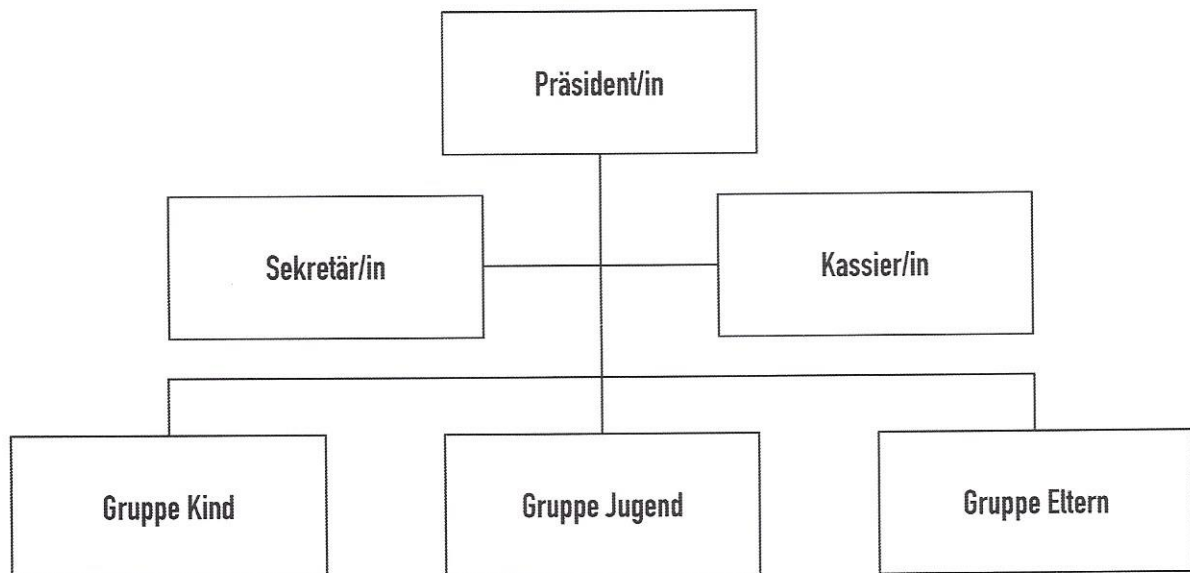 Präsident/in
Sekretär/in
Kassier/in
Gruppe Kind
Gruppe Jugend
Gruppe Eltern